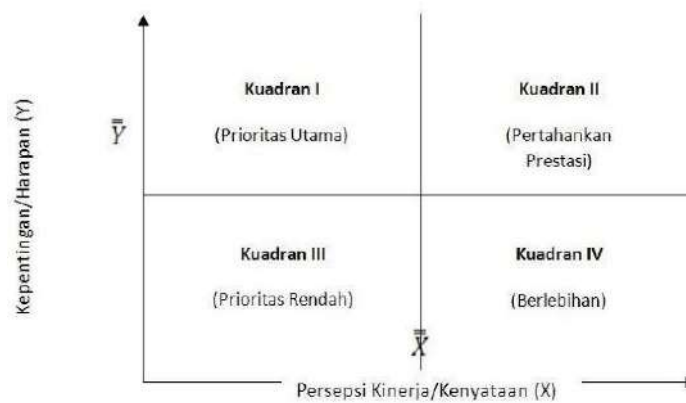 Kepentingan/Harapan (Y)
Y̿
Kuadran I
(Prioritas Utama)
Kuadran II
(Pertahankan
Prestasi)
Kuadran III
(Prioritas Rendah)
Kuadran IV
(Berlebihan)
X̿
Persepsi Kinerja/Kenyataan (X)